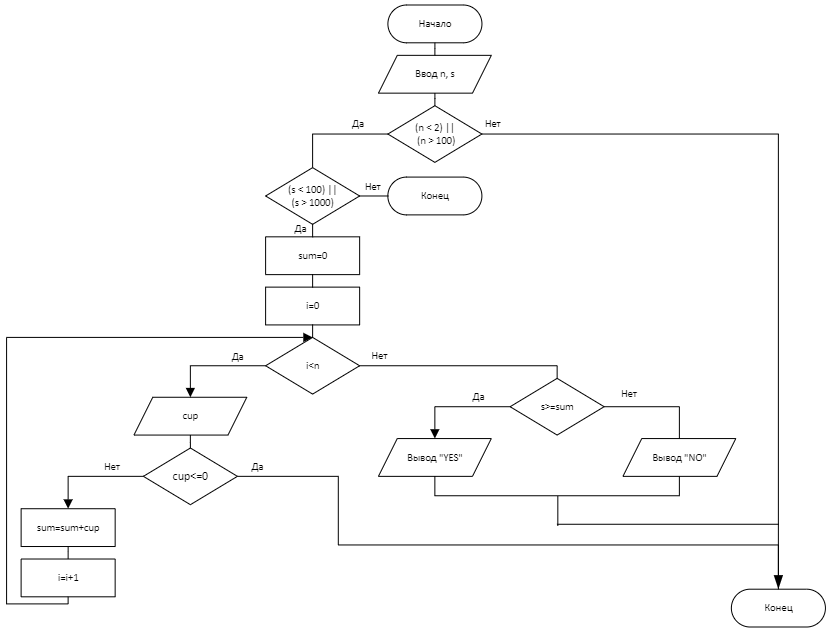 Начало
Ввод n, s
(n < 2) ||
(n > 100)
Да
Нет
(s < 100) ||
(s > 1000)
Нет
Конец
Да
sum=0
i=0
i<n
Да
Нет
cup
s>=sum
Да
Нет
Вывод "YES"
Вывод "NO"
cup<=0
Нет
Да
sum=sum+cup
i=i+1
Конец